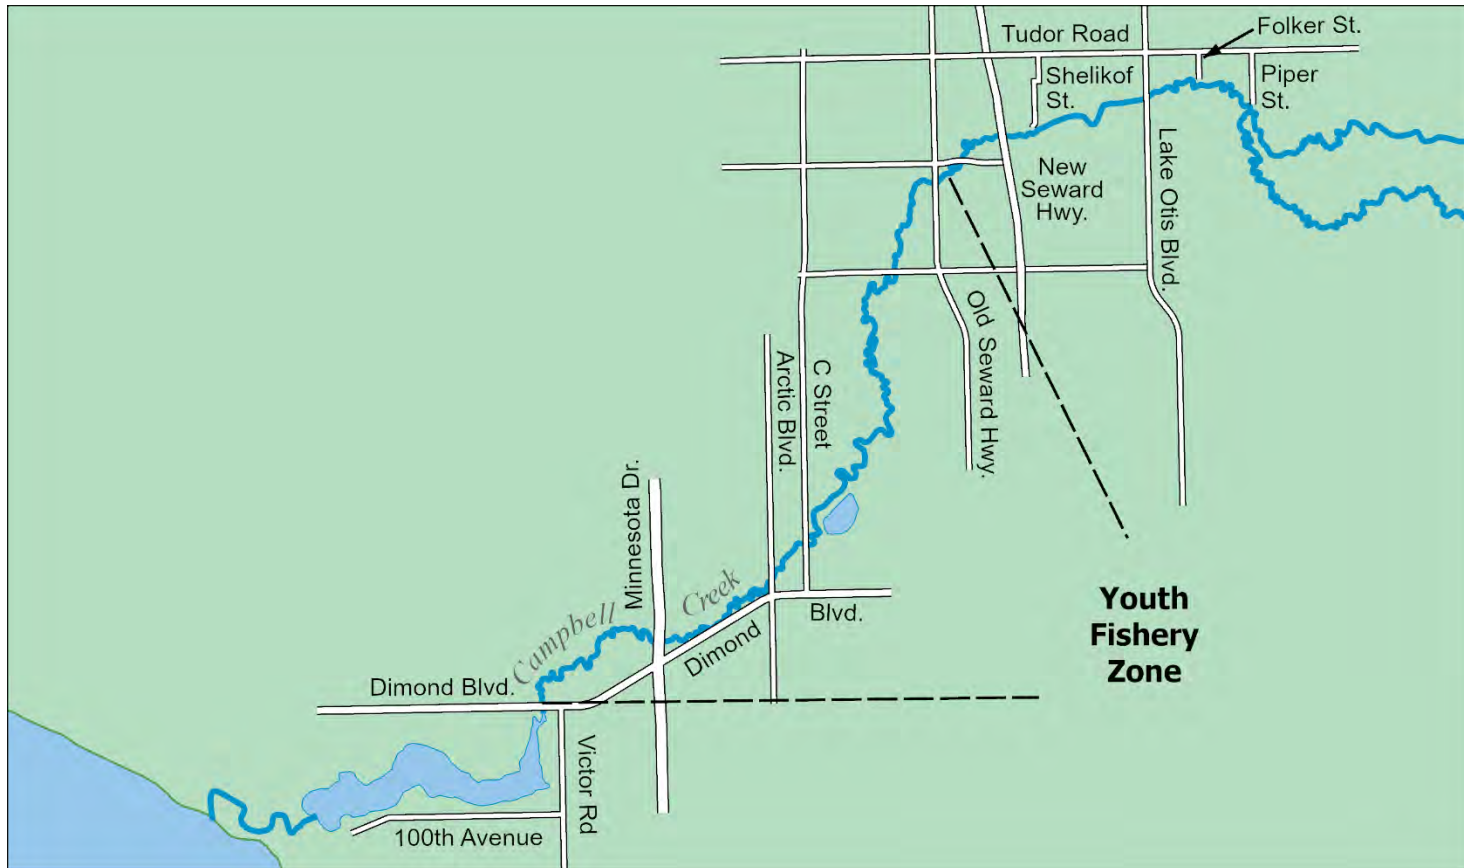 Tudor Road
Folker St.
Shelikof
St.
Piper
St.
Lake Otis Blvd.
New
Seward
Hwy.
Old Seward Hwy.
C Street
Arctic Blvd.
Minnesota Dr.
Campbell Creek
Dimond Blvd.
Dimond Blvd.
Youth
Fishery
Zone
Victor Rd
100th Avenue